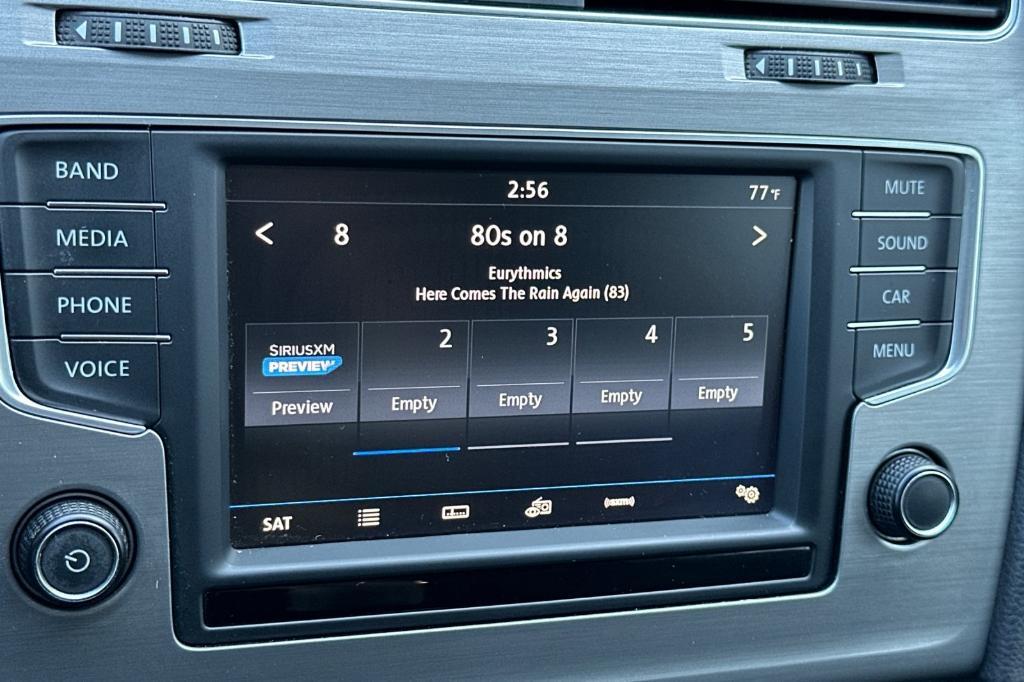 BAND
MEDIA
PHONE
VOICE
2:56
77°F
< 8 80s on 8 >
Eurythmics
Here Comes The Rain Again (83)
SIRIUSXM
PREVIEW
Preview
2
Empty
3
Empty
4
Empty
5
Empty
SAT
((SXM))
MUTE
SOUND
CAR
MENU